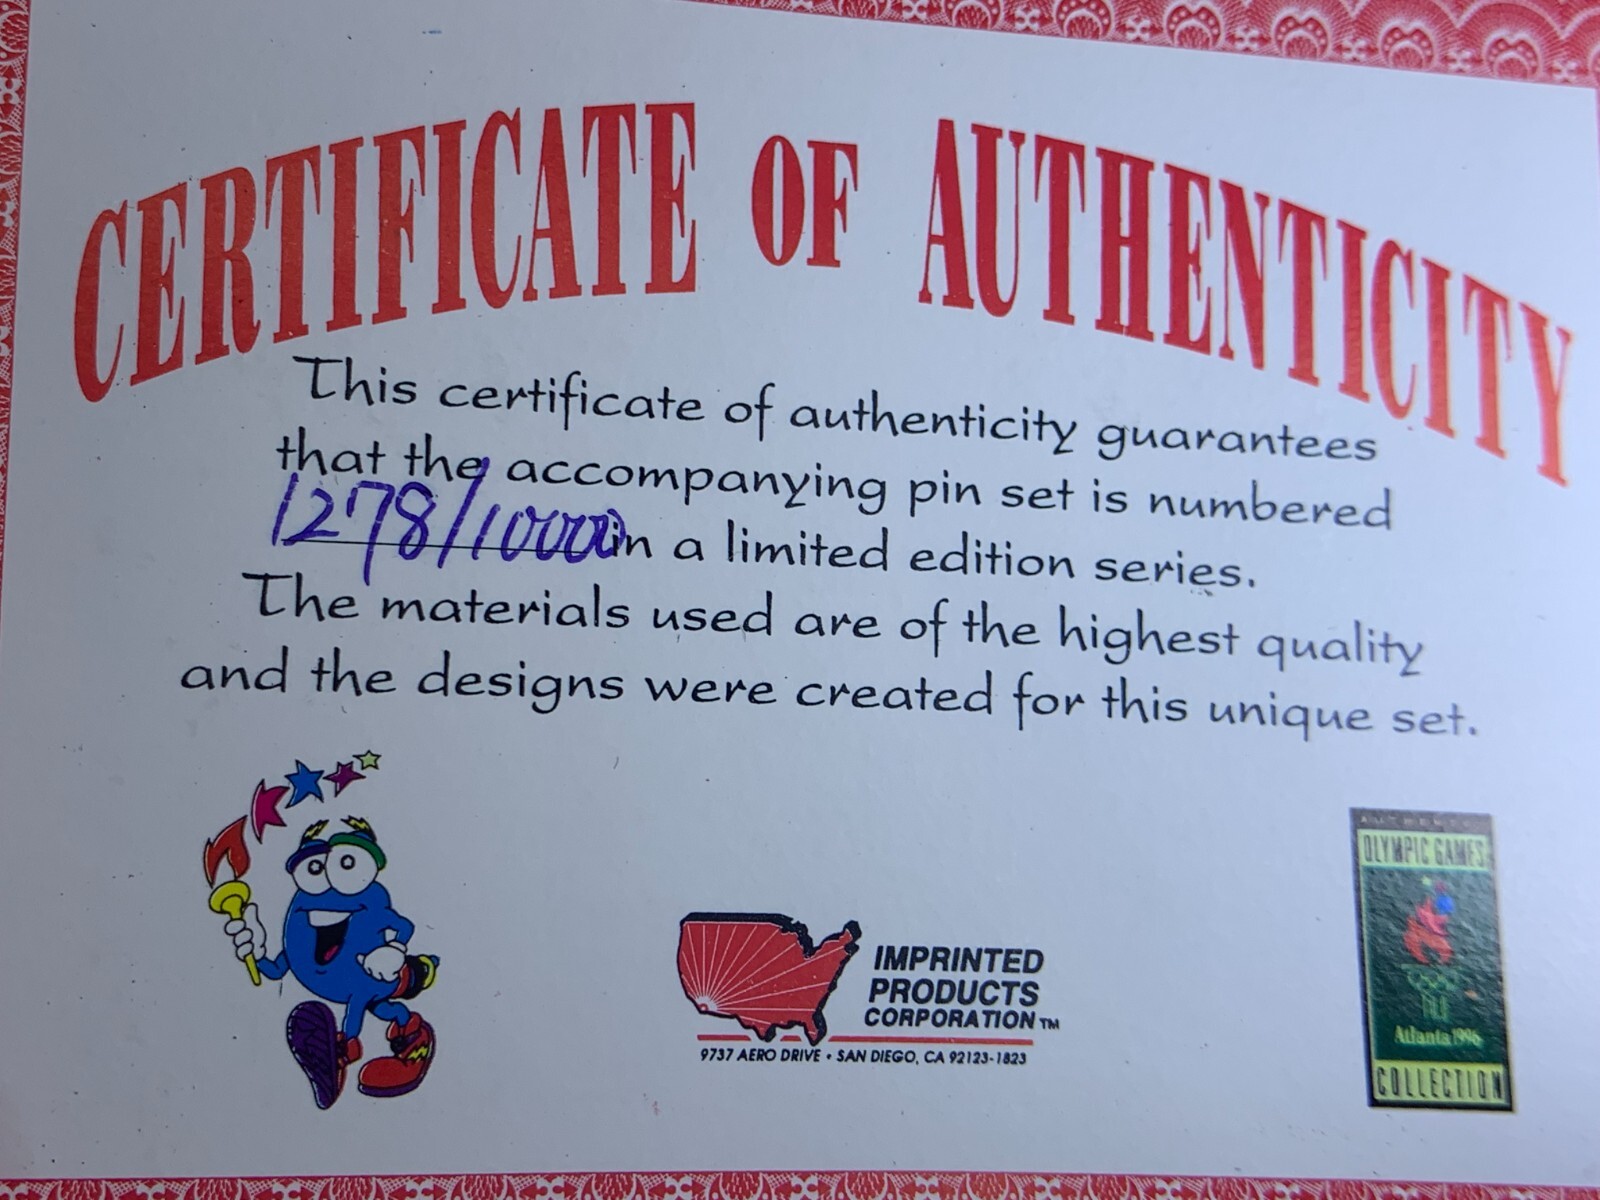 CERTIFICATE OF AUTHENTICITY
This certificate of authenticity guarantees
that the accompanying pin set is numbered
1278/10000 in a limited edition series.
The materials used are of the highest quality
and the designs were created for this unique set.
IMPRINTED
PRODUCTS
CORPORATION™
9737 AERO DRIVE • SAN DIEGO, CA 92123-1823
AUTHENTIC
OLYMPIC GAMES
Atlanta 1996
COLLECTION